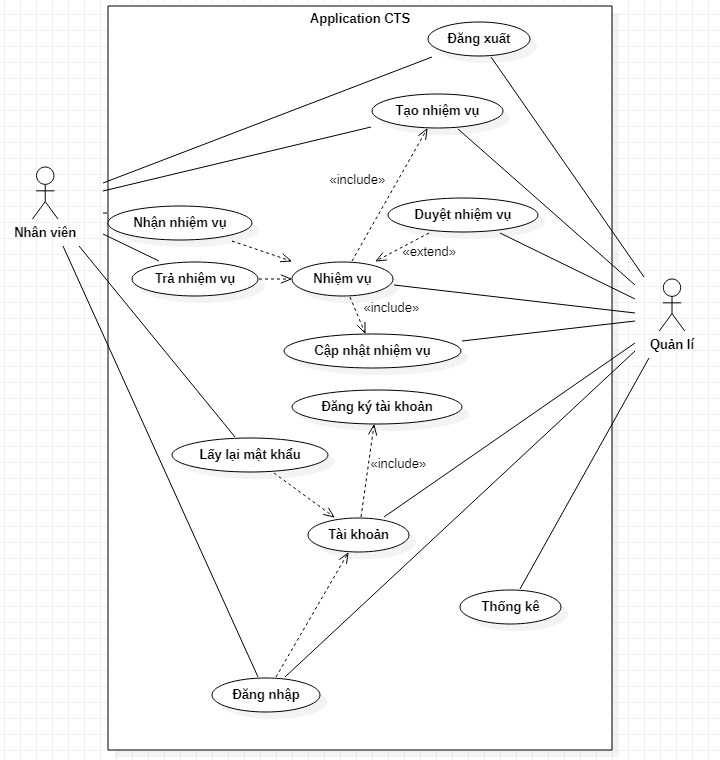 Application CTS
Đăng xuất
Tạo nhiệm vụ
«include»
Nhận nhiệm vụ
Duyệt nhiệm vụ
Nhân viên
«extend»
Trả nhiệm vụ
Nhiệm vụ
«include»
Quản lí
Cập nhật nhiệm vụ
Đăng ký tài khoản
Lấy lại mật khẩu
«include»
Tài khoản
Thống kê
Đăng nhập